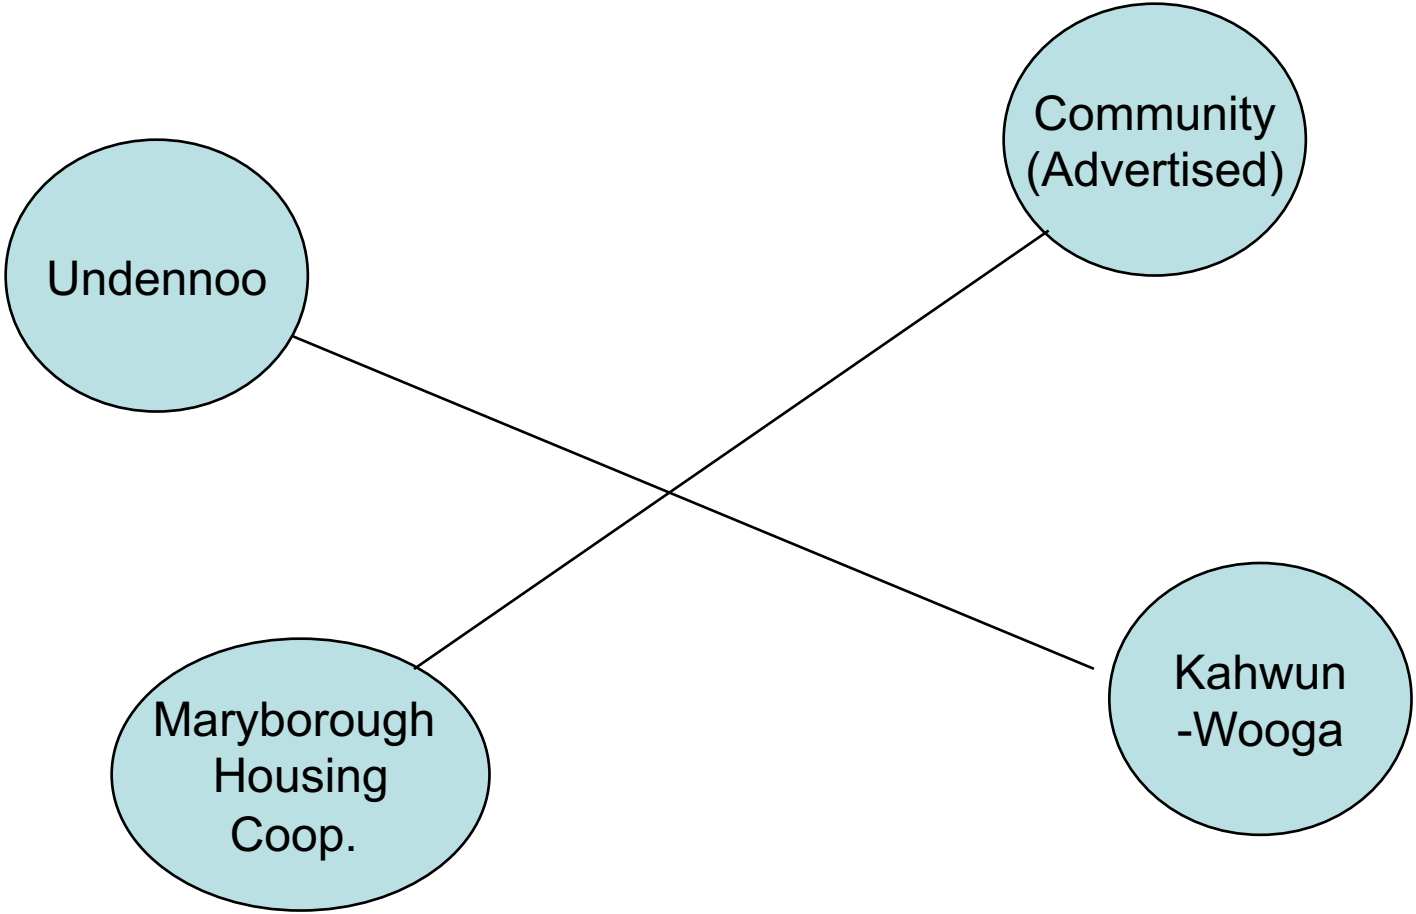 Community
(Advertised)
Undennoo
Kahwun
-Wooga
Maryborough
Housing
Coop.